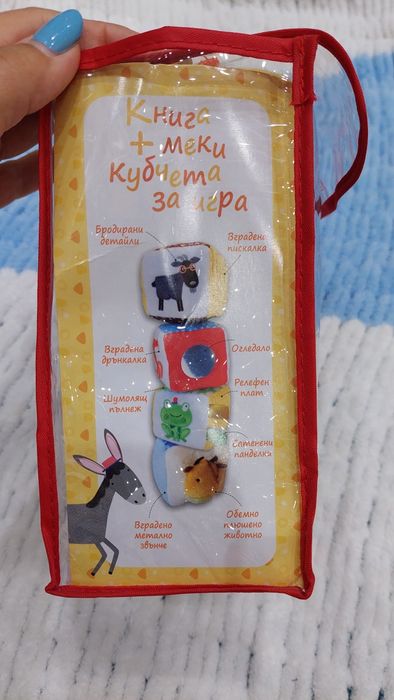 Книга
+ меки
кубчета
за игра
Бродирани
детайли
Вградена
пискалка
Вградена
дрънкалка
Огледало
Шумолящ
пълнеж
Релефен
плат
Сатенени
панделки
Вградено
метално
звънче
Обемно
плюшено
животно